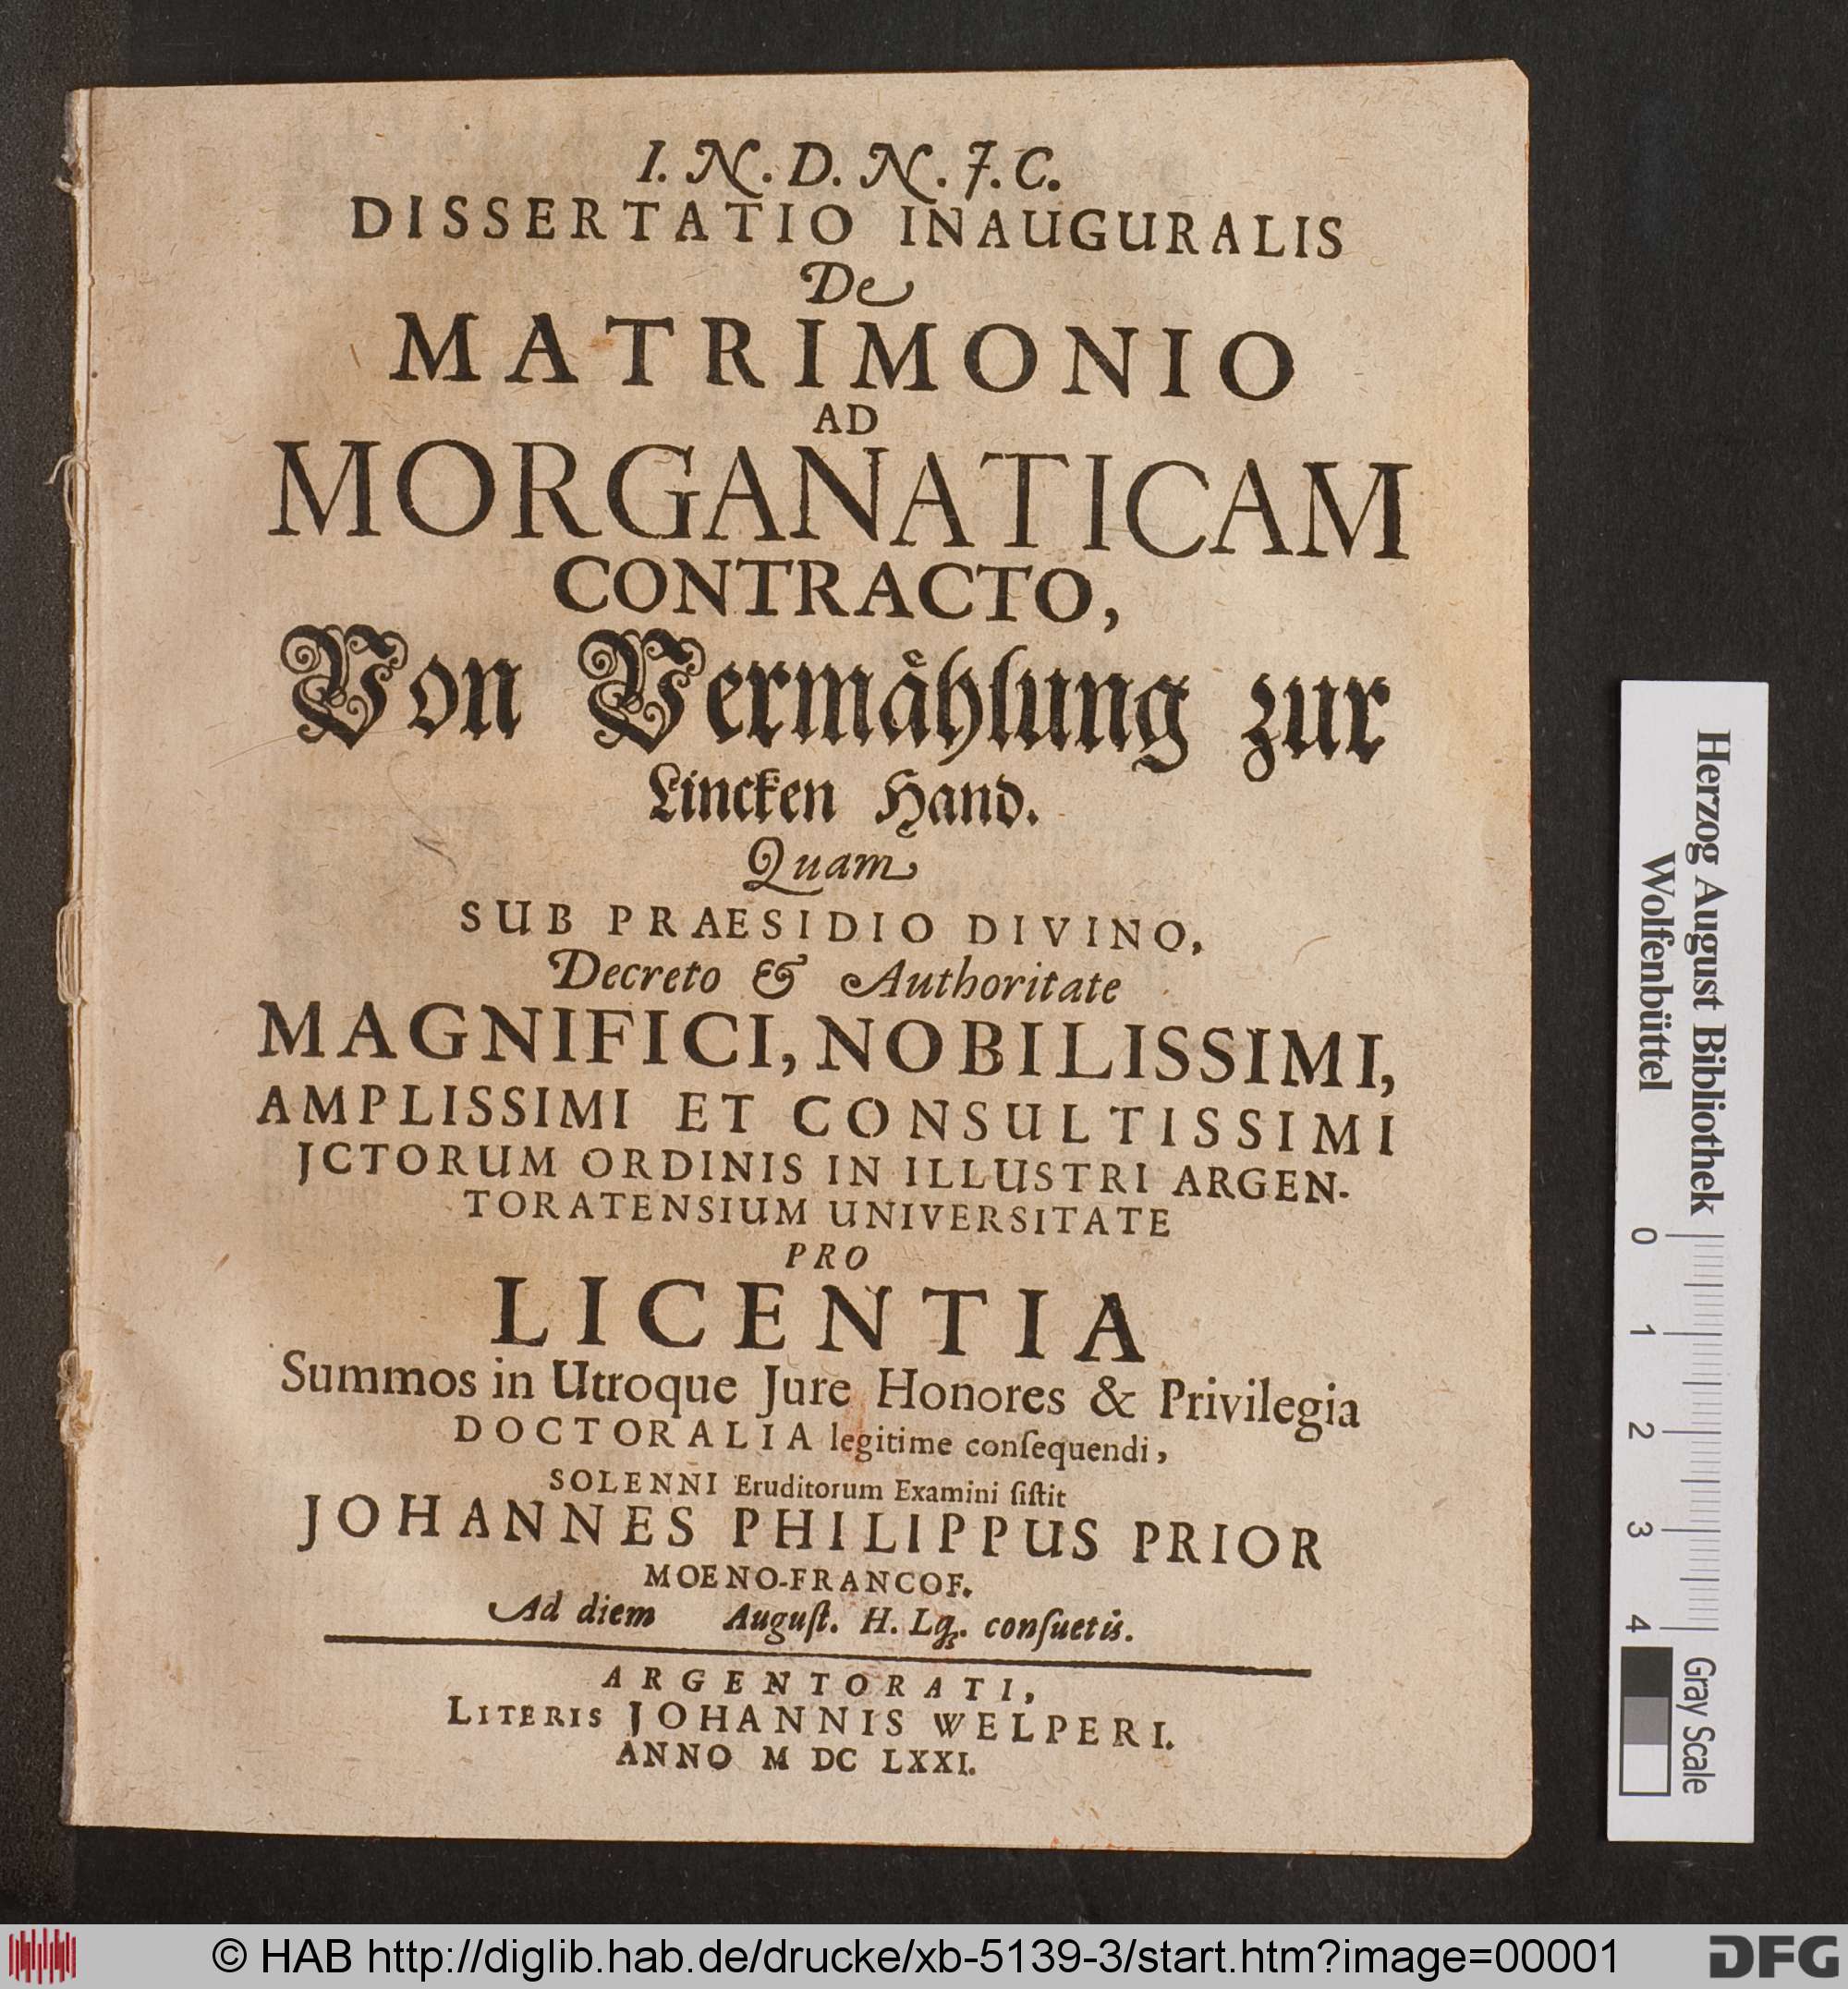 I. N. D. N. J. C.
DISSERTATIO INAUGURALIS
De
MATRIMONIO
AD
MORGANATICAM
CONTRACTO,
Von Vermaͤhlung zur
Lincken Hand.
Quam
SUB PRAESIDIO DIVINO,
Decreto & Authoritate
MAGNIFICI, NOBILISSIMI,
AMPLISSIMI ET CONSULTISSIMI
JCTORUM ORDINIS IN ILLUSTRI ARGEN-
TORATENSIUM UNIVERSITATE
PRO
LICENTIA
Summos in Utroque Jure Honores & Privilegia
DOCTORALIA legitime conſequendi,
SOLENNI Eruditorum Examini ſiſtit
JOHANNES PHILIPPUS PRIOR
MOENO-FRANCOF.
Ad diem Auguſt. H. Lq. conſuetis.
ARGENTORATI,
LITERIS JOHANNIS WELPERI.
ANNO M DC LXXI.
Herzog August Bibliothek
Wolfenbüttel
0 1 2 3 4
Gray Scale
© HAB http://diglib.hab.de/drucke/xb-5139-3/start.htm?image=00001
DFG